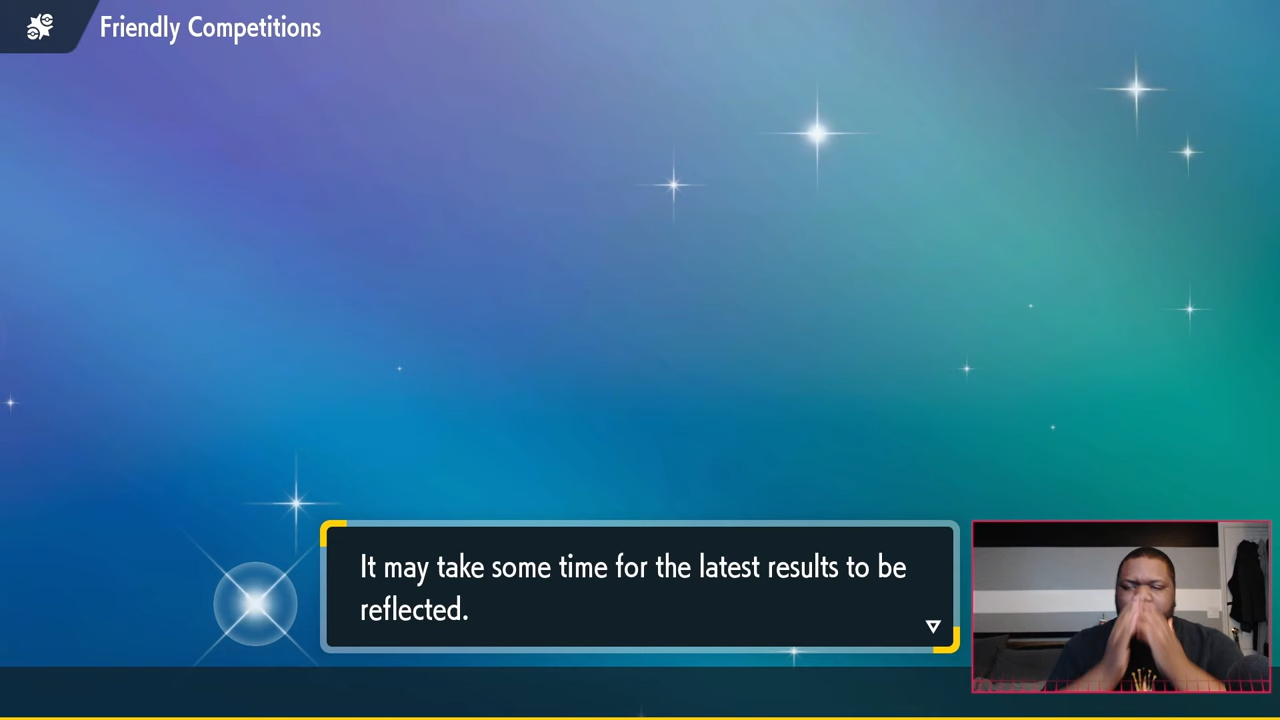 Friendly Competitions
It may take some time for the latest results to be
reflected.